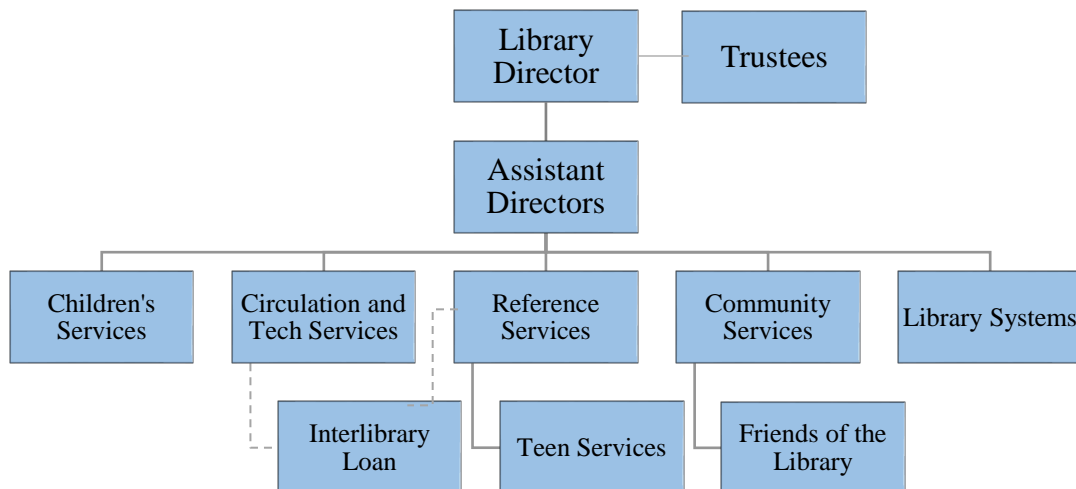 Library
Director
Trustees
Assistant
Directors
Children's
Services
Circulation and
Tech Services
Reference
Services
Community
Services
Library Systems
Interlibrary
Loan
Teen Services
Friends of the
Library